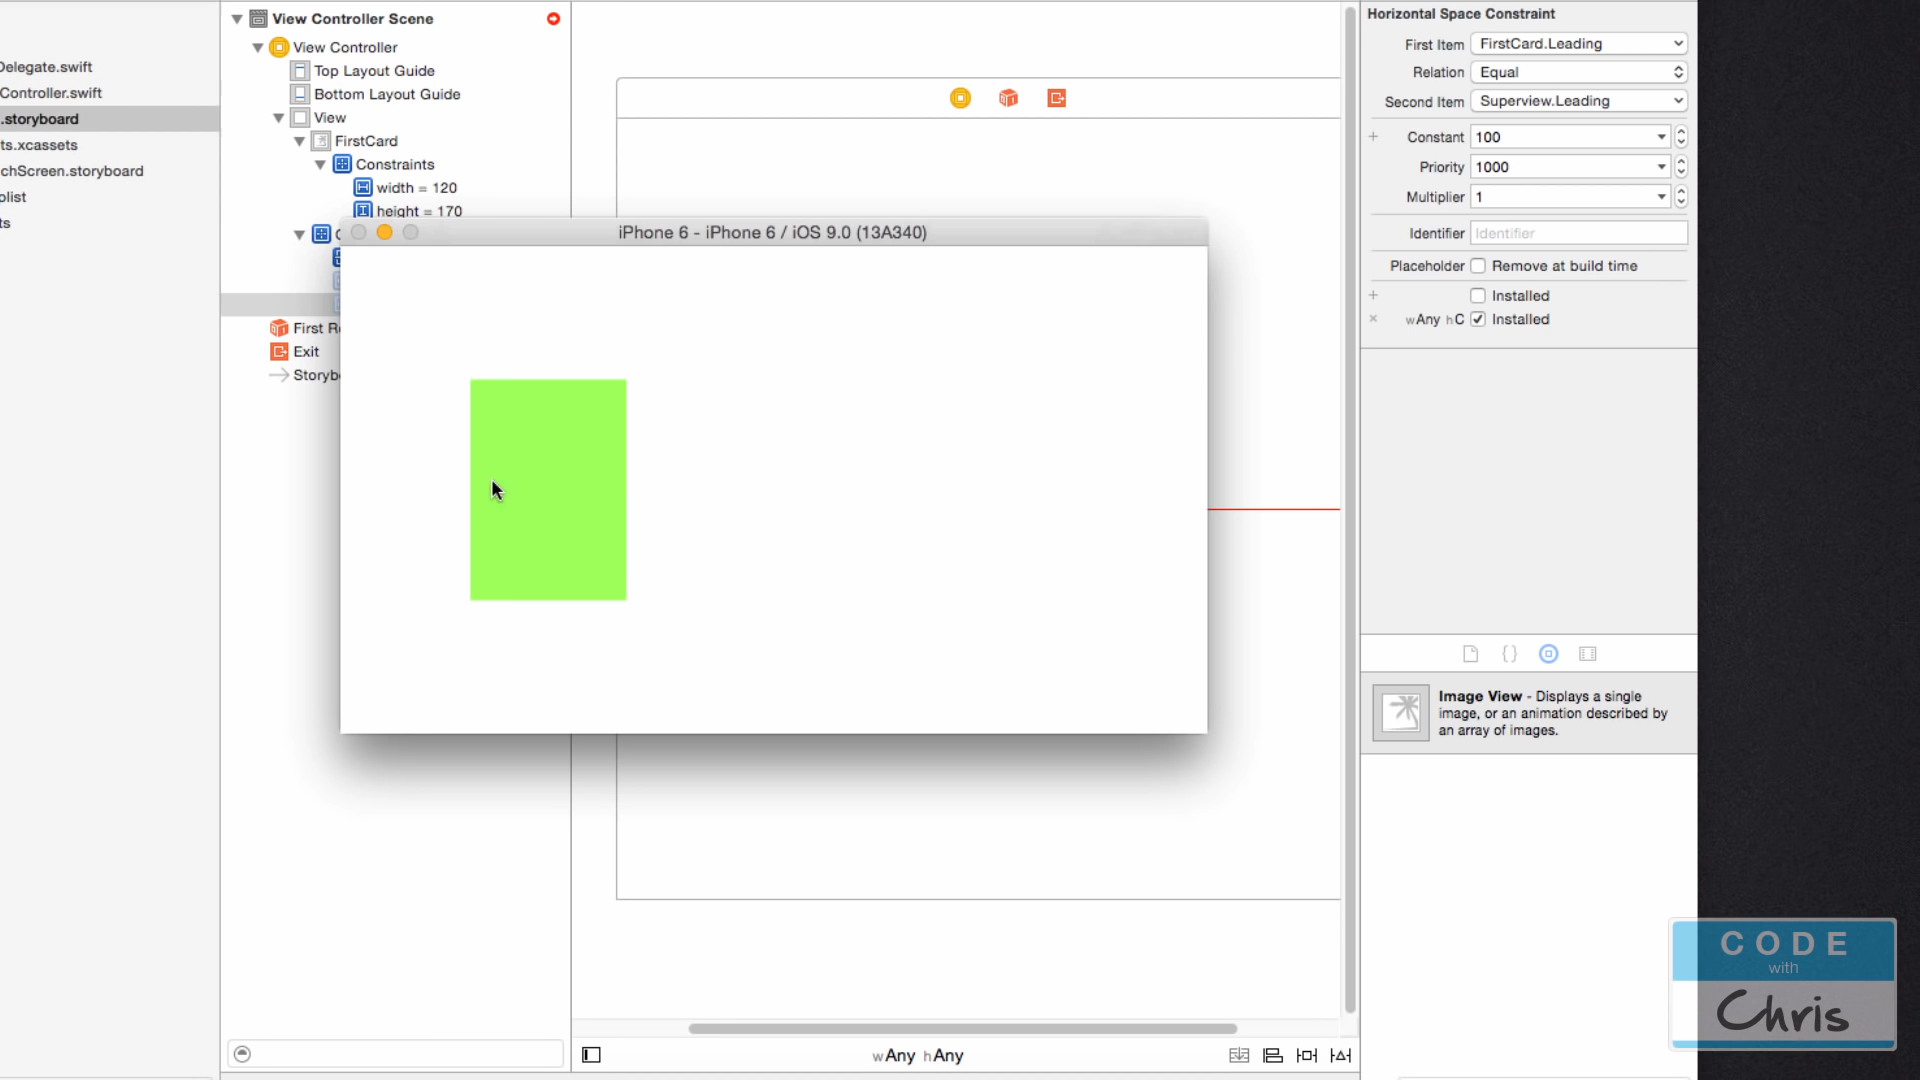 Delegate.swift
Controller.swift
.storyboard
ts.xcassets
chScreen.storyboard
plist
ts
View Controller Scene
View Controller
Top Layout Guide
Bottom Layout Guide
View
FirstCard
Constraints
width = 120
height = 170
C
First R
Exit
Storyb
iPhone 6 - iPhone 6 / iOS 9.0 (13A340)
wAny hAny
Horizontal Space Constraint
First Item FirstCard.Leading
Relation Equal
Second Item Superview.Leading
+ Constant 100
Priority 1000
Multiplier 1
Identifier Identifier
Placeholder Remove at build time
+ Installed
× wAny hC Installed
Image View - Displays a single
image, or an animation described by
an array of images.
CODE
with
Chris